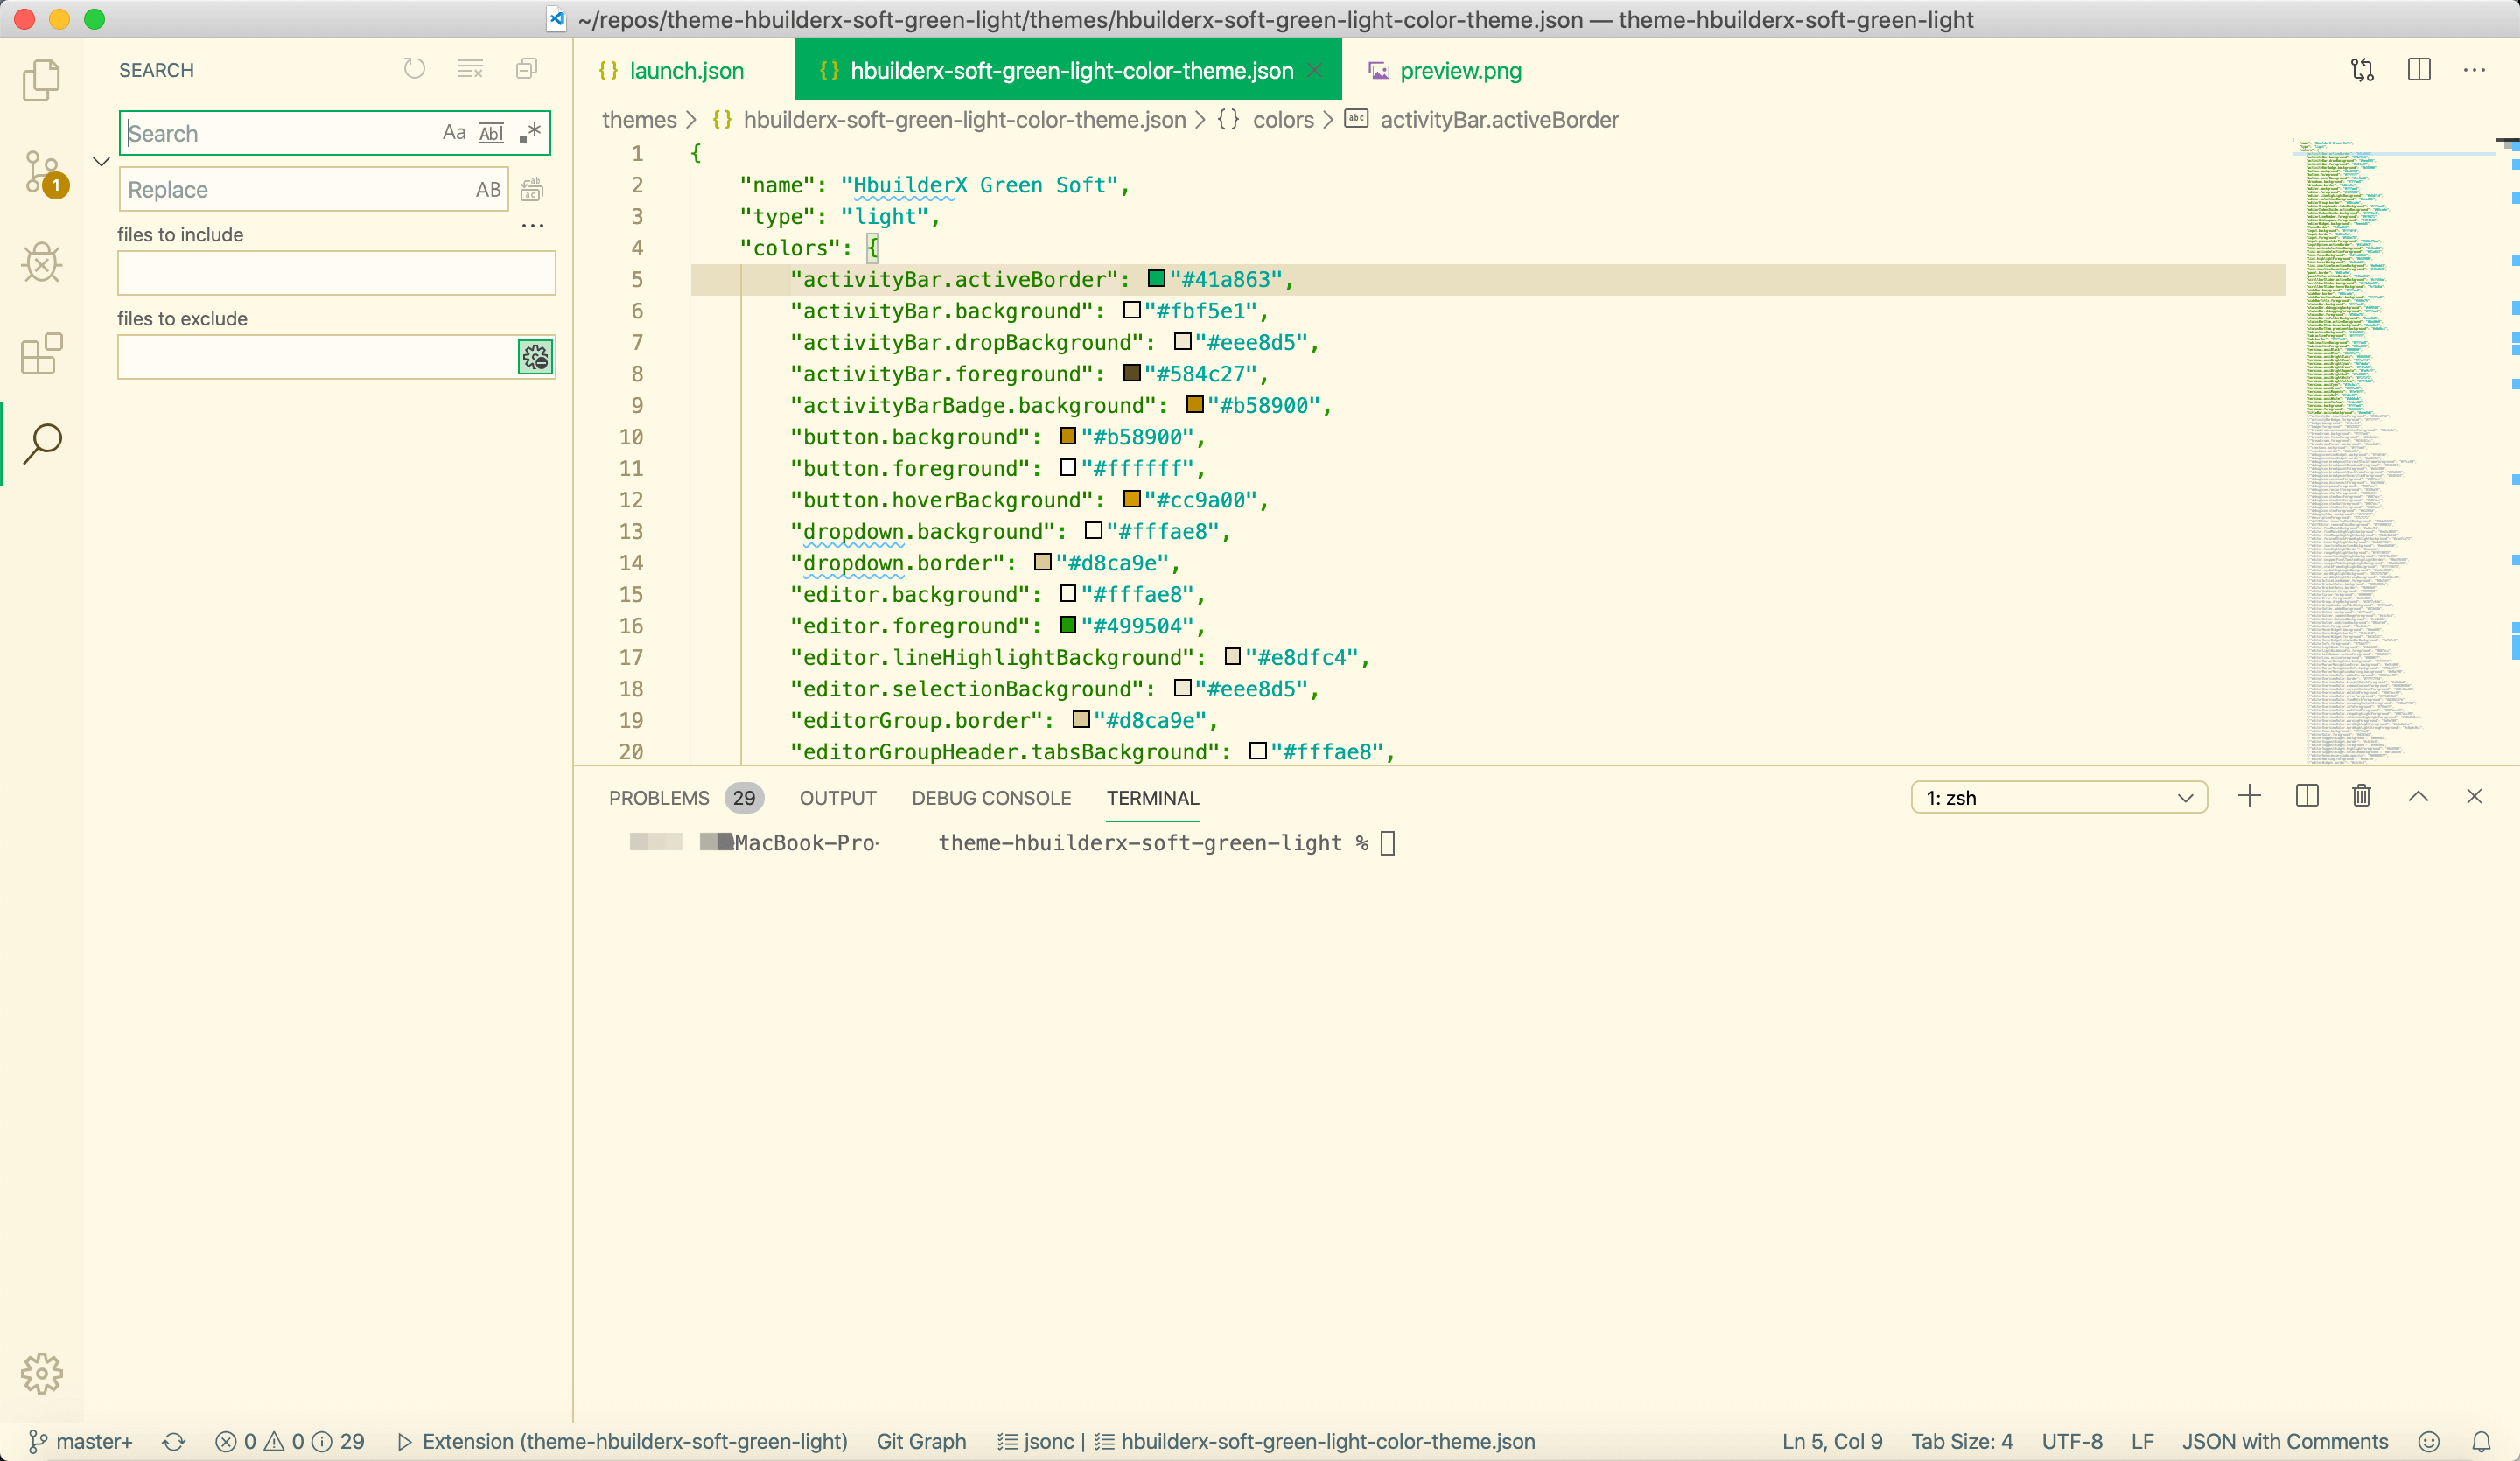 ~/repos/theme-hbuilderx-soft-green-light/themes/hbuilderx-soft-green-light-color-theme.json — theme-hbuilderx-soft-green-light
SEARCH
Search
Aa Abl .*
Replace
AB
files to include
files to exclude
1
launch.json
hbuilderx-soft-green-light-color-theme.json
preview.png
themes > {} hbuilderx-soft-green-light-color-theme.json > {} colors > abc activityBar.activeBorder
1 {
2 "name": "HbuilderX Green Soft",
3 "type": "light",
4 "colors": {
5 "activityBar.activeBorder": "#41a863",
6 "activityBar.background": "#fbf5e1",
7 "activityBar.dropBackground": "#eee8d5",
8 "activityBar.foreground": "#584c27",
9 "activityBarBadge.background": "#b58900",
10 "button.background": "#b58900",
11 "button.foreground": "#ffffff",
12 "button.hoverBackground": "#cc9a00",
13 "dropdown.background": "#fffae8",
14 "dropdown.border": "#d8ca9e",
15 "editor.background": "#fffae8",
16 "editor.foreground": "#499504",
17 "editor.lineHighlightBackground": "#e8dfc4",
18 "editor.selectionBackground": "#eee8d5",
19 "editorGroup.border": "#d8ca9e",
20 "editorGroupHeader.tabsBackground": "#fffae8",
PROBLEMS 29 OUTPUT DEBUG CONSOLE TERMINAL
1: zsh
MacBook-Pro theme-hbuilderx-soft-green-light %
master+ 0 0 29 Extension (theme-hbuilderx-soft-green-light) Git Graph jsonc | hbuilderx-soft-green-light-color-theme.json
Ln 5, Col 9 Tab Size: 4 UTF-8 LF JSON with Comments